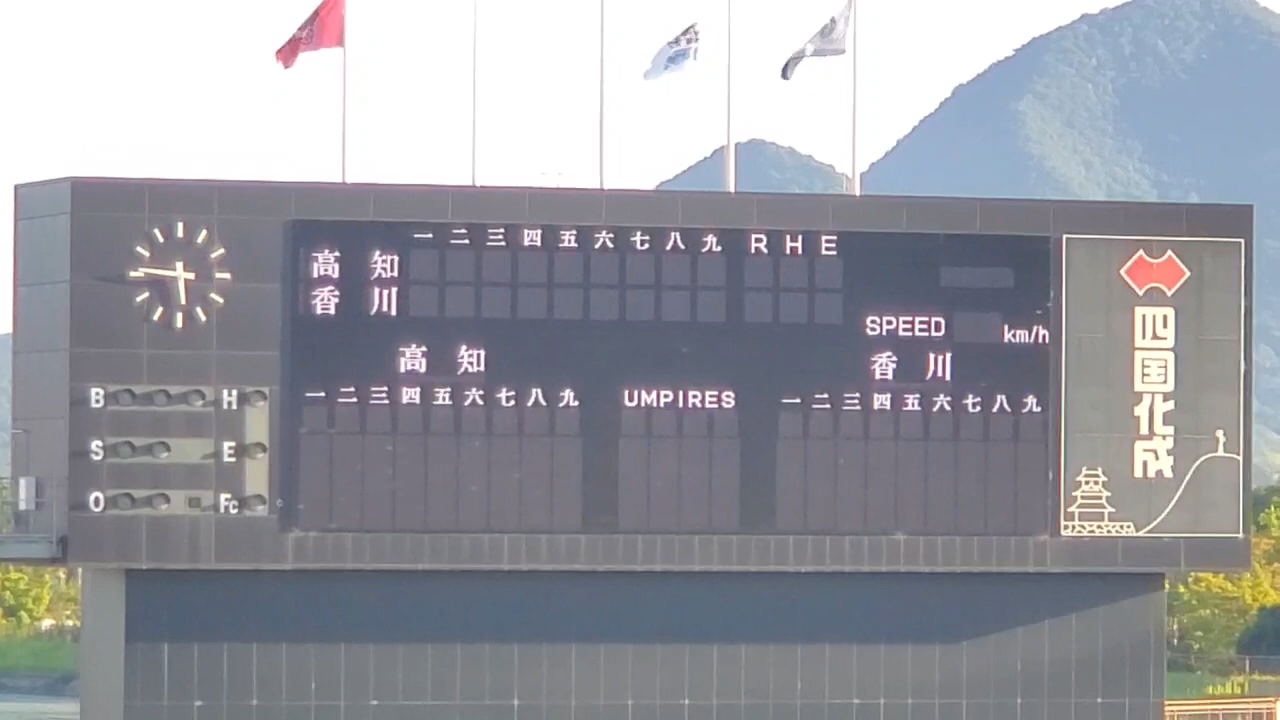 一 二 三 四 五 六 七 八 九 R H E
高 知
香 川
SPEED km/h
高 知
香 川
一 二 三 四 五 六 七 八 九
UMPIRES
一 二 三 四 五 六 七 八 九
B H
S E
O Fc
四国化成